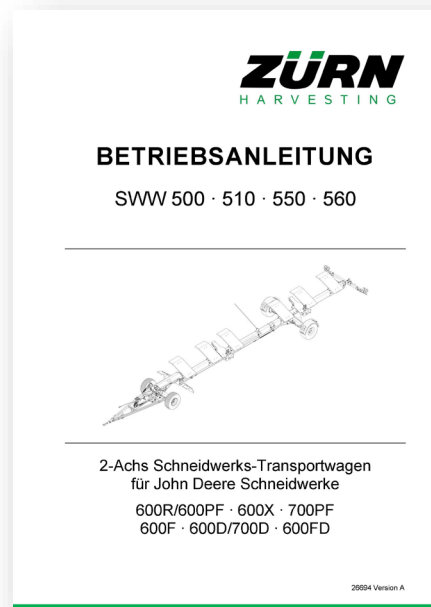 ZÜRN
HARVESTING
BETRIEBSANLEITUNG
SWW 500 · 510 · 550 · 560
2-Achs Schneidwerks-Transportwagen
für John Deere Schneidwerke
600R/600PF · 600X · 700PF
600F · 600D/700D · 600FD
26694 Version A